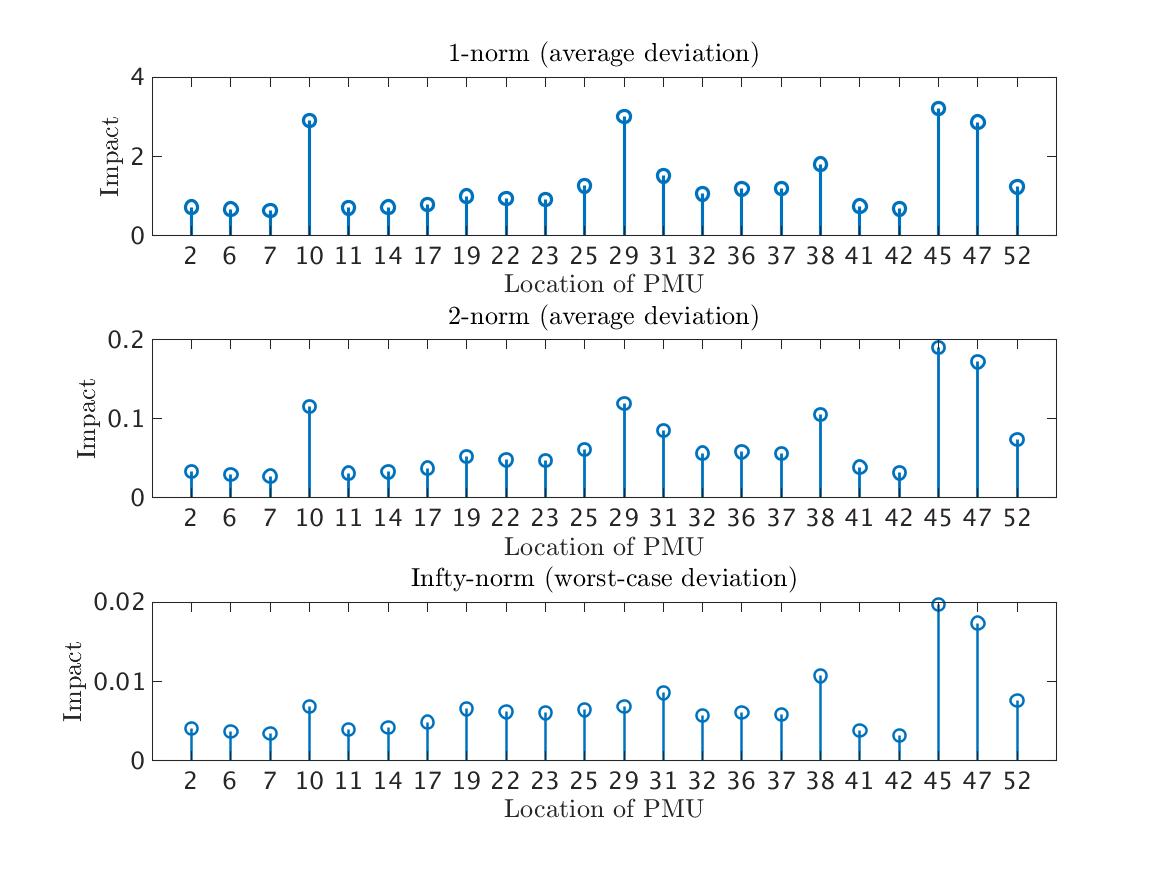 1-norm (average deviation)
4
2
0
Impact
2 6 7 10 11 14 17 19 22 23 25 29 31 32 36 37 38 41 42 45 47 52
Location of PMU
2-norm (average deviation)
0.2
0.1
0
Impact
2 6 7 10 11 14 17 19 22 23 25 29 31 32 36 37 38 41 42 45 47 52
Location of PMU
Infty-norm (worst-case deviation)
0.02
0.01
0
Impact
2 6 7 10 11 14 17 19 22 23 25 29 31 32 36 37 38 41 42 45 47 52
Location of PMU